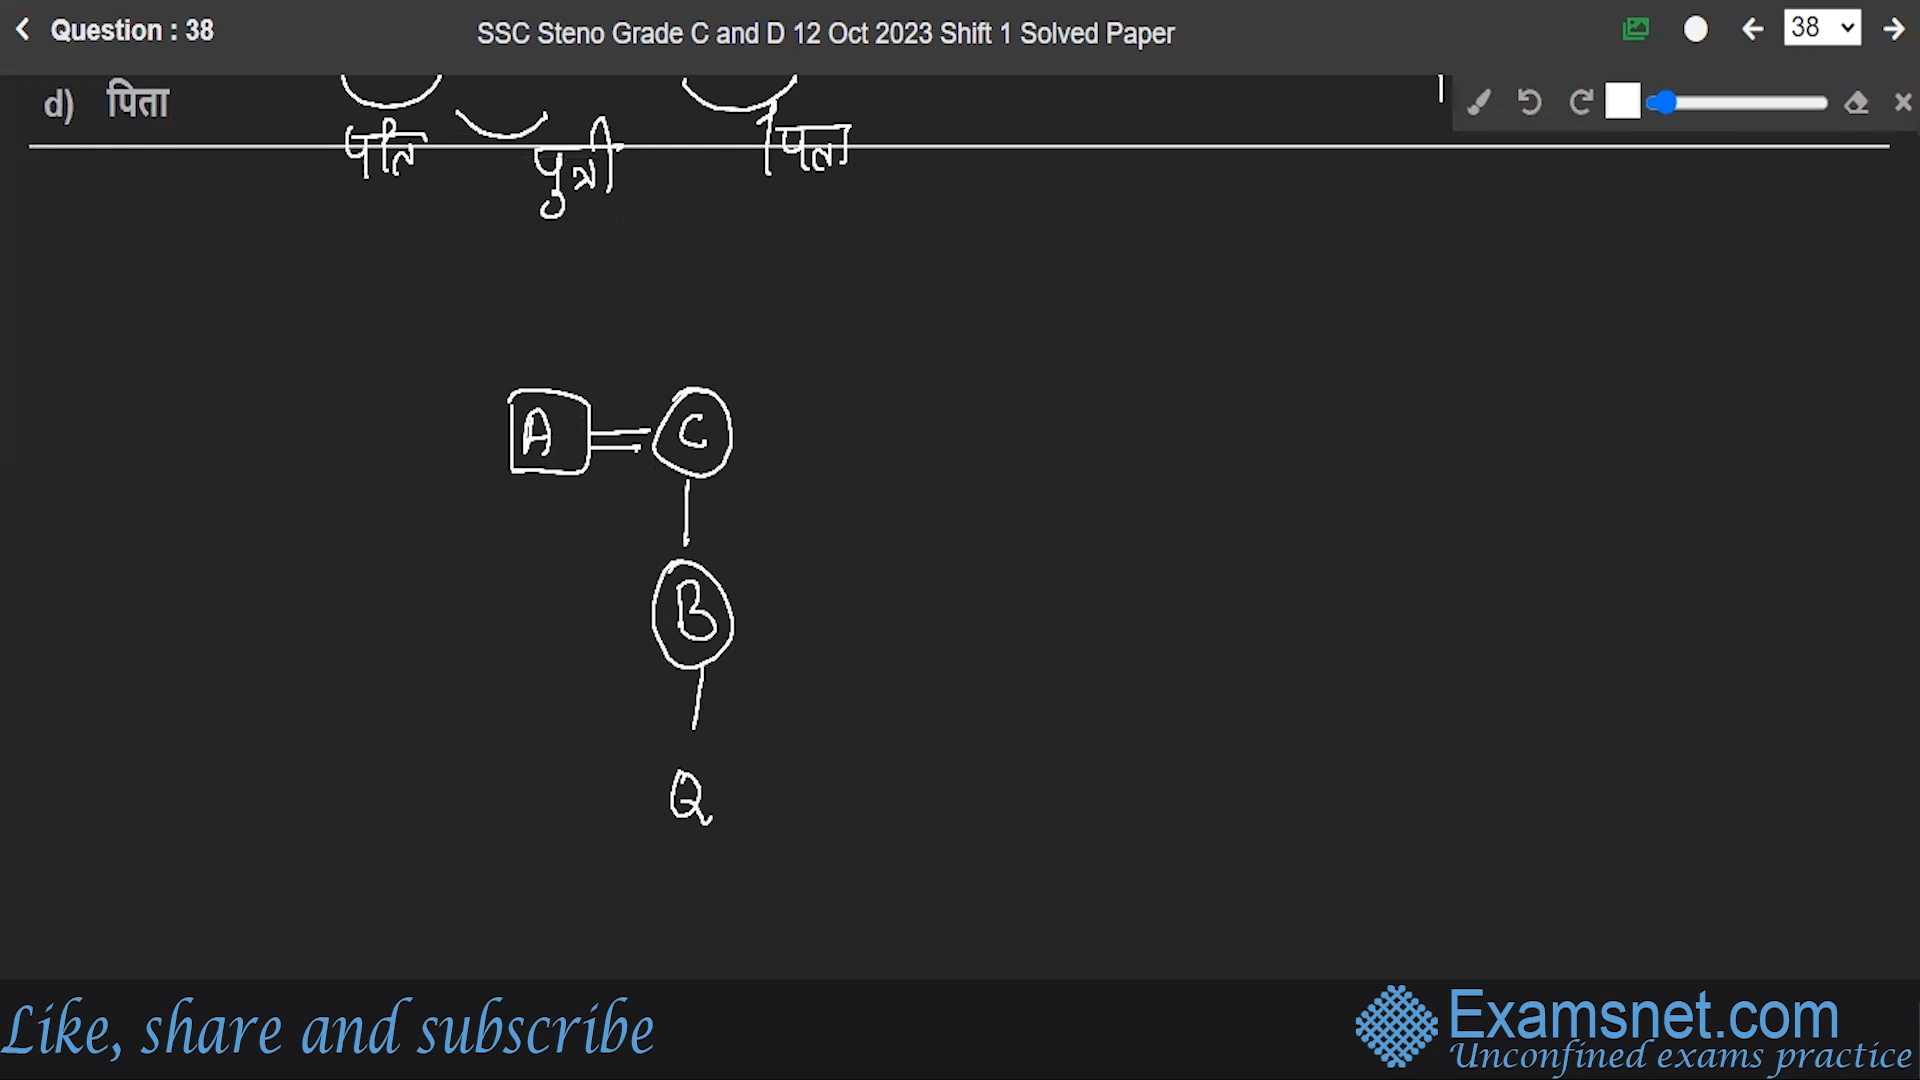 Question : 38
SSC Steno Grade C and D 12 Oct 2023 Shift 1 Solved Paper
38
d) पिता
पति
पुत्री
पिता
A
C
B
Q
Like, share and subscribe
Examsnet.com
Unconfined exams practice